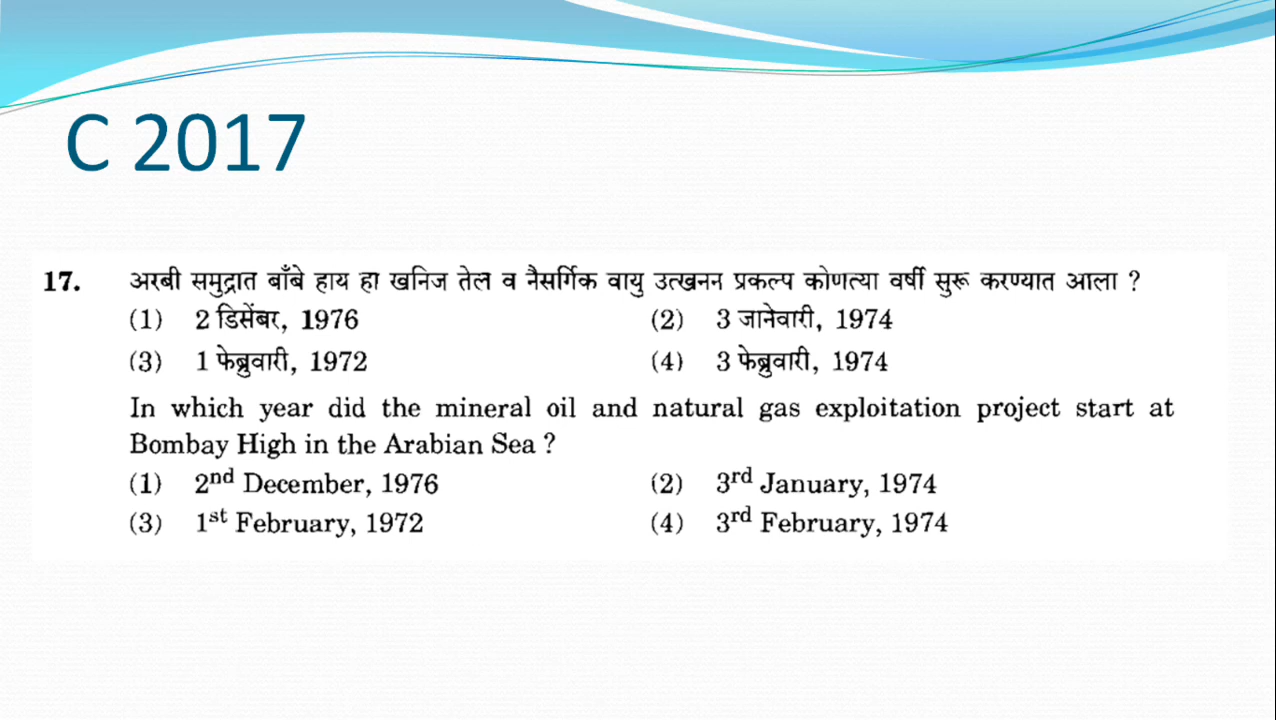 C 2017
17. अरबी समुद्रात बाँबे हाय हा खनिज तेल व नैसर्गिक वायु उत्खनन प्रकल्प कोणत्या वर्षी सुरू करण्यात आला ?
(1) 2 डिसेंबर, 1976 (2) 3 जानेवारी, 1974
(3) 1 फेब्रुवारी, 1972 (4) 3 फेब्रुवारी, 1974
In which year did the mineral oil and natural gas exploitation project start at
Bombay High in the Arabian Sea ?
(1) 2nd December, 1976 (2) 3rd January, 1974
(3) 1st February, 1972 (4) 3rd February, 1974